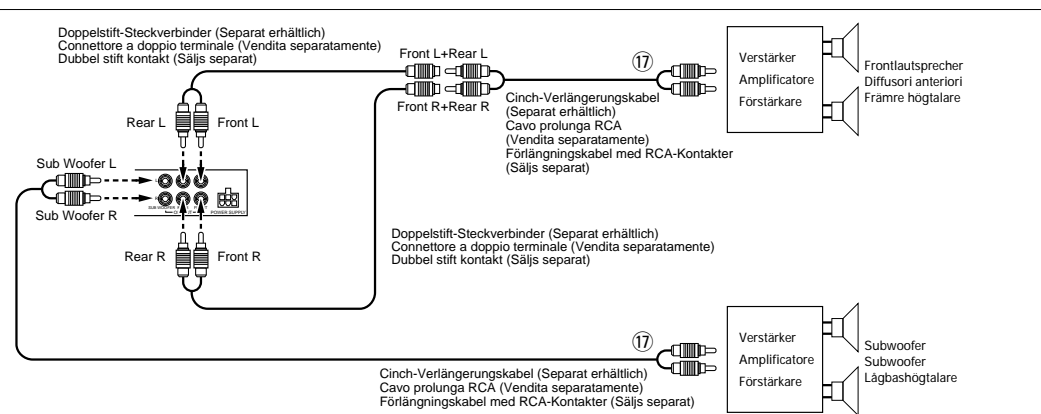 Doppelstift-Steckverbinder (Separat erhältlich)
Connettore a doppio terminale (Vendita separatamente)
Dubbel stift kontakt (Säljs separat)
Front L+Rear L
Front R+Rear R
⑰
Cinch-Verlängerungskabel
(Separat erhältlich)
Cavo prolunga RCA
(Vendita separatamente)
Förlängningskabel med RCA-Kontakter
(Säljs separat)
Verstärker
Amplificatore
Förstärkare
Frontlautsprecher
Diffusori anteriori
Främre högtalare
Rear L
Front L
Sub Woofer L
Sub Woofer R
SUB WOOFER
POWER SUPPLY
Rear R
Front R
Doppelstift-Steckverbinder (Separat erhältlich)
Connettore a doppio terminale (Vendita separatamente)
Dubbel stift kontakt (Säljs separat)
⑰
Cinch-Verlängerungskabel (Separat erhältlich)
Cavo prolunga RCA (Vendita separatamente)
Förlängningskabel med RCA-Kontakter (Säljs separat)
Verstärker
Amplificatore
Förstärkare
Subwoofer
Subwoofer
Lågbashögtalare